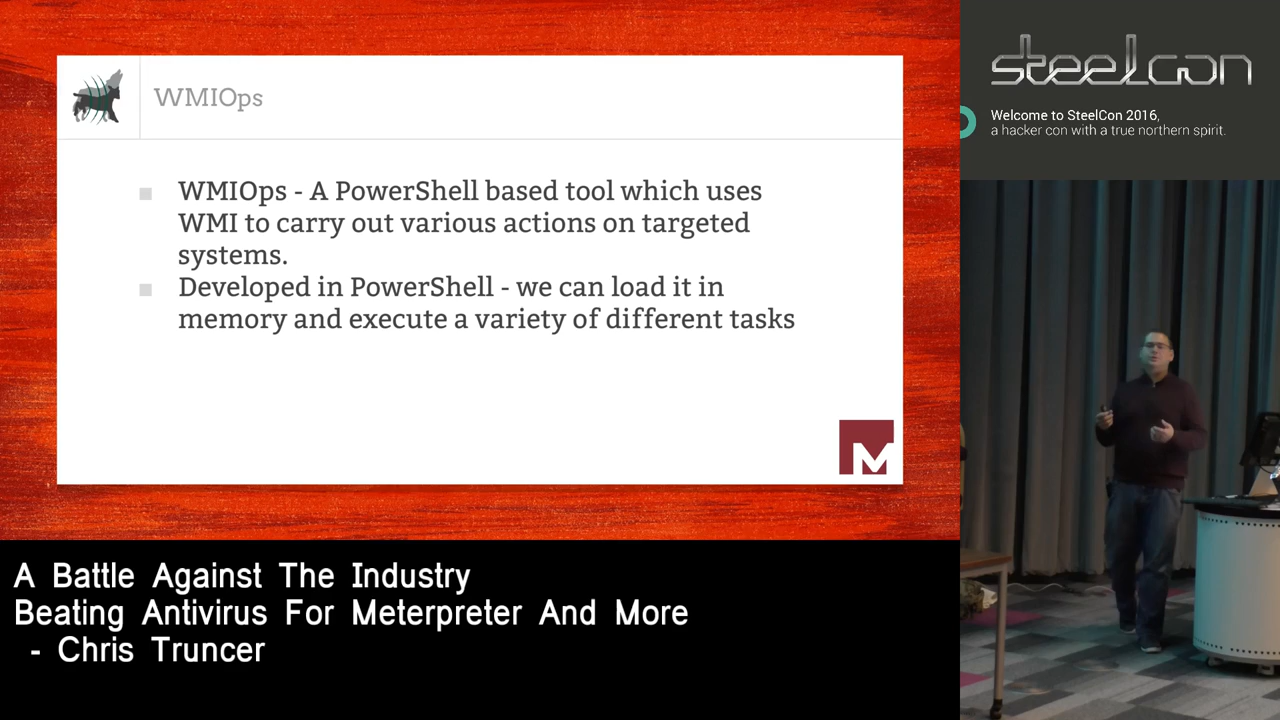 WMIOps
WMIOps - A PowerShell based tool which uses
WMI to carry out various actions on targeted
systems.
Developed in PowerShell - we can load it in
memory and execute a variety of different tasks
M
steelcon
Welcome to SteelCon 2016,
a hacker con with a true northern spirit.
A Battle Against The Industry
Beating Antivirus For Meterpreter And More
- Chris Truncer